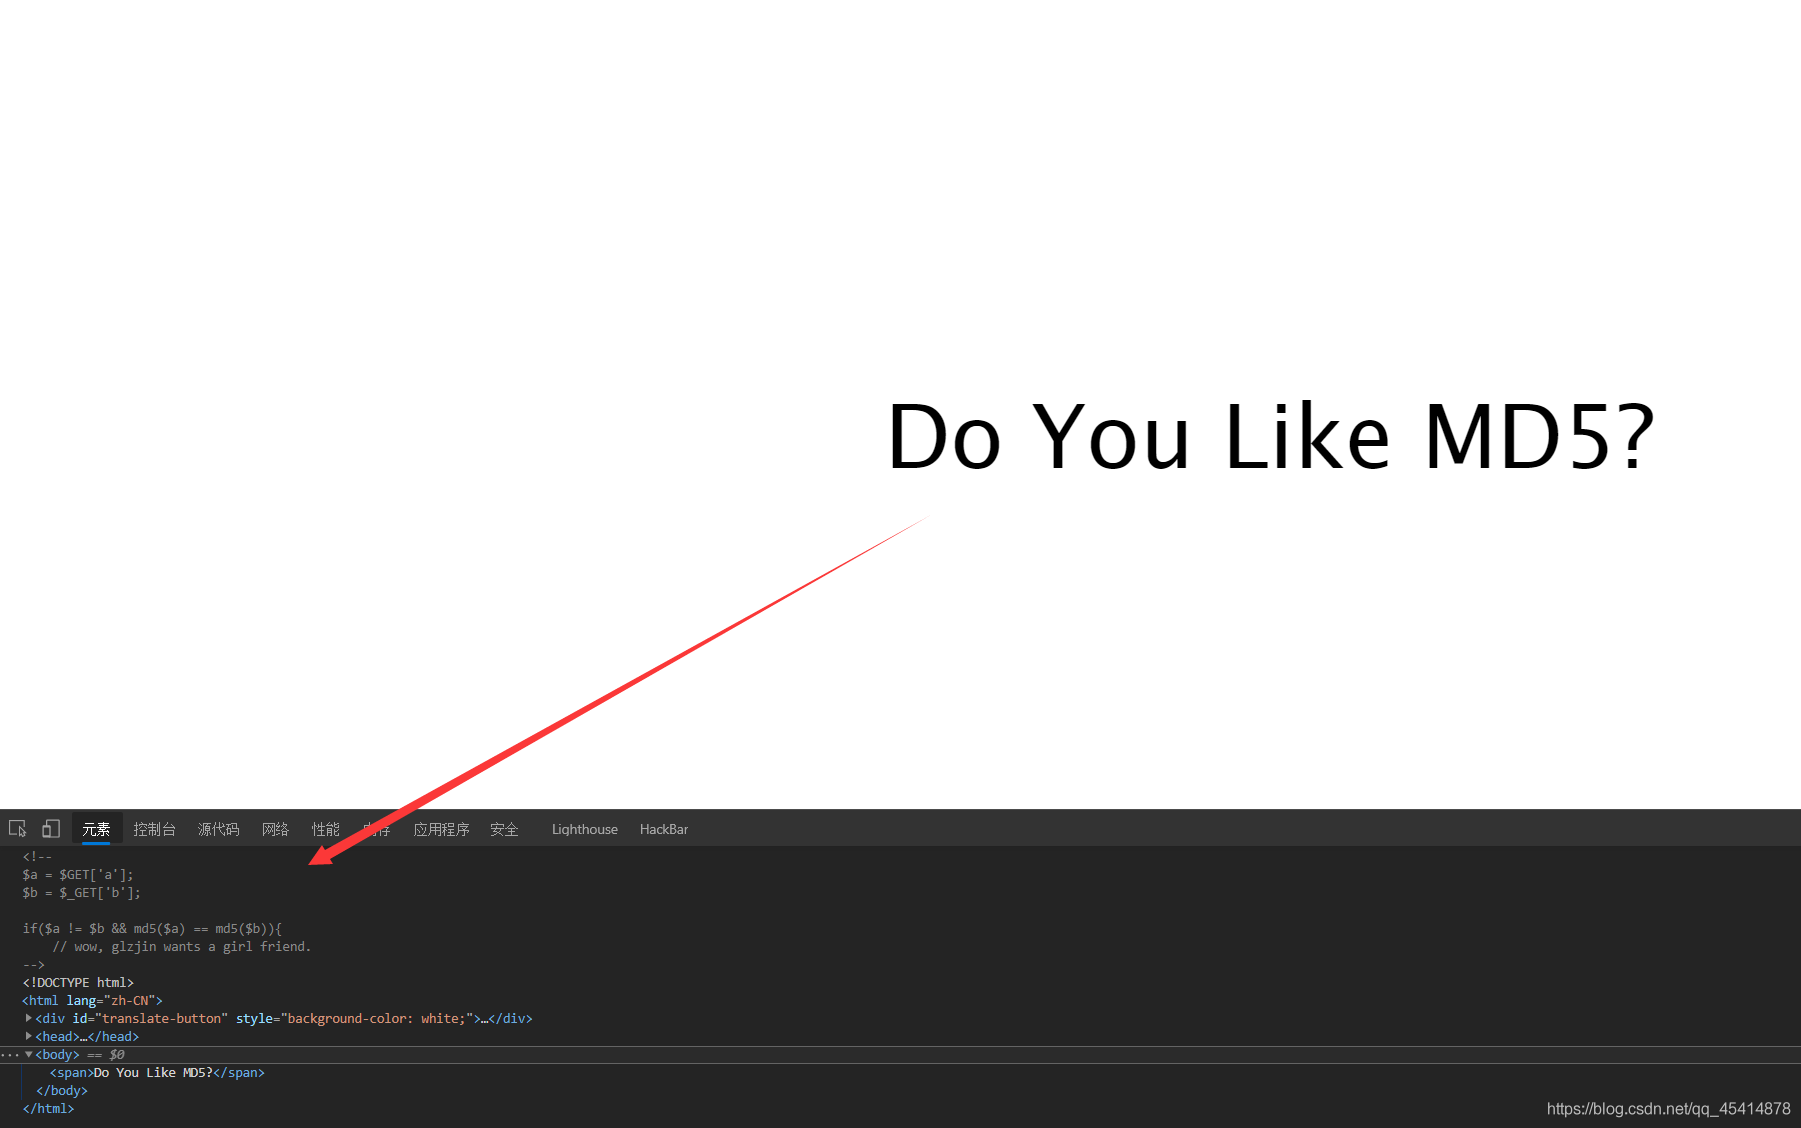 Do You Like MD5?
元素 控制台 源代码 网络 性能 内存 应用程序 安全 Lighthouse HackBar
<!--
$a = $GET['a'];
$b = $_GET['b'];
if($a != $b && md5($a) == md5($b)){
// wow, glzjin wants a girl friend.
-->
<!DOCTYPE html>
<html lang="zh-CN">
<div id="translate-button" style="background-color: white;">…</div>
<head>…</head>
<body> == $0
<span>Do You Like MD5?</span>
</body>
</html>
https://blog.csdn.net/qq_45414878